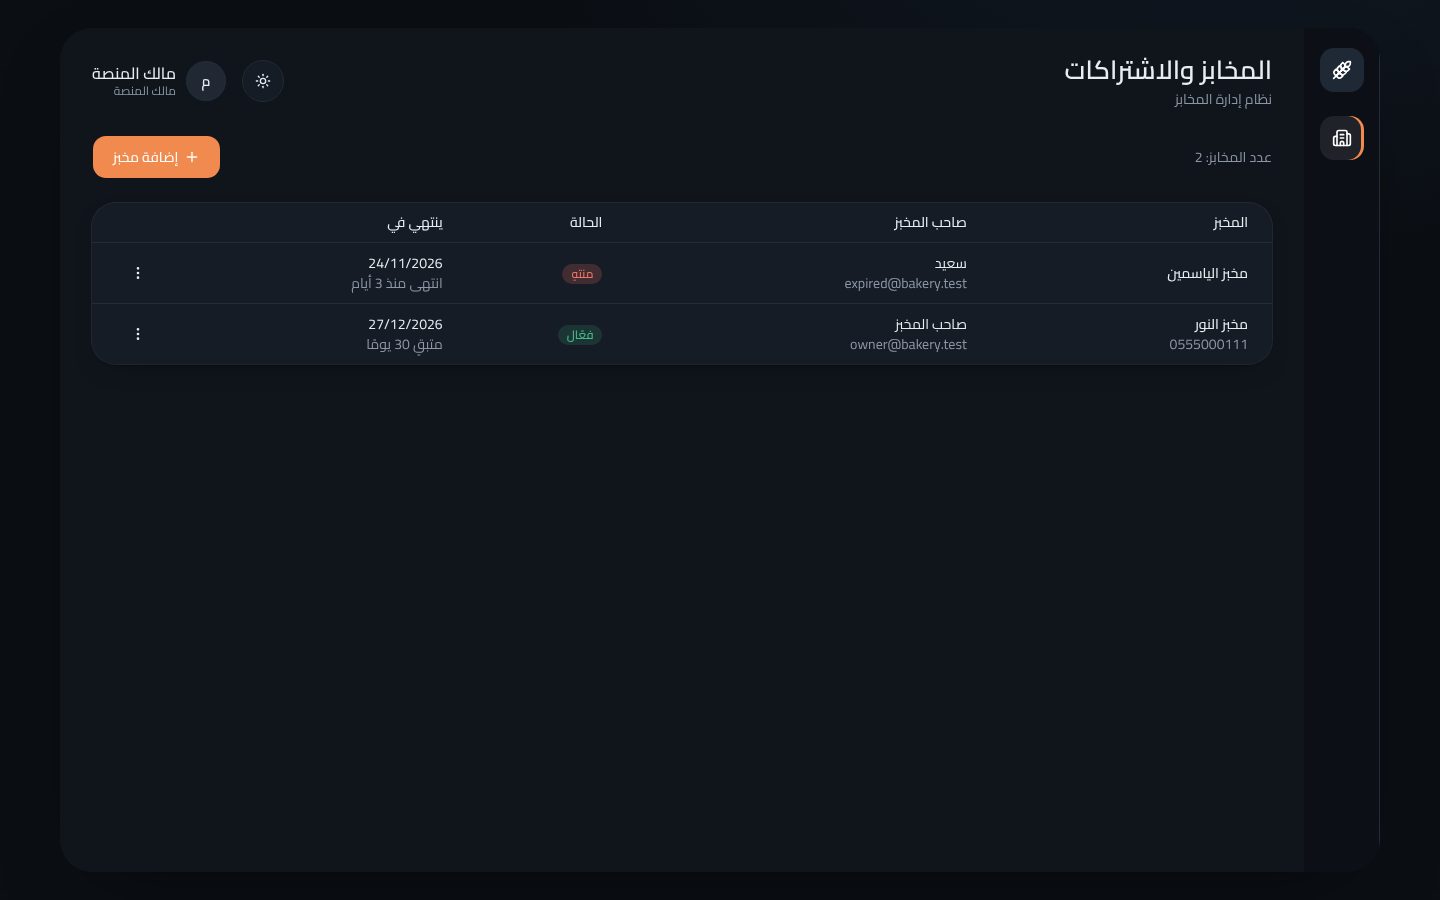 المخابز والاشتراكات
نظام إدارة المخابز
م
مالك المنصة
مالك المنصة
عدد المخابز: 2
+ إضافة مخبز
المخبز
صاحب المخبز
الحالة
ينتهي في
مخبز الياسمين
سعيد
expired@bakery.test
منتهٍ
24/11/2026
انتهى منذ 3 أيام
مخبز النور
0555000111
صاحب المخبز
owner@bakery.test
فعّال
27/12/2026
متبقٍ 30 يومًا